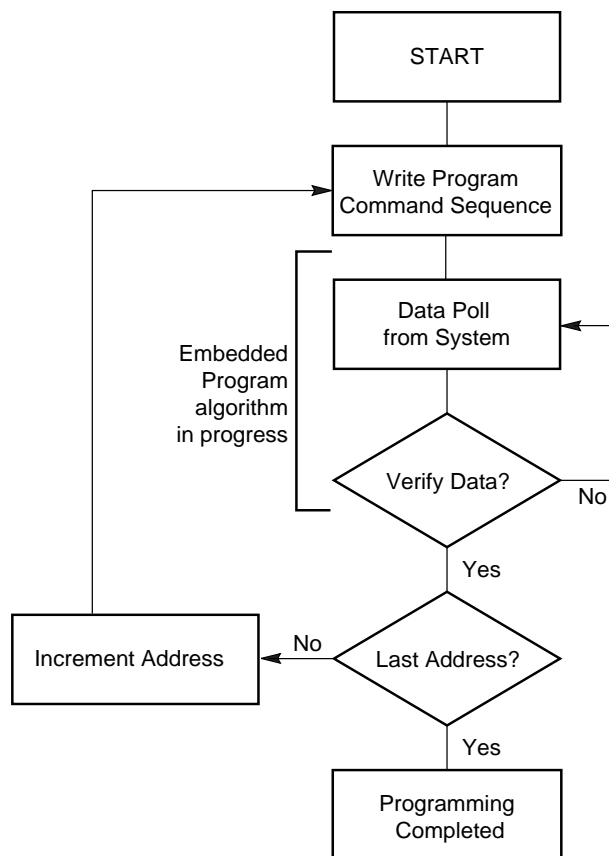 START
Write Program
Command Sequence
Data Poll
from System
Embedded
Program
algorithm
in progress
Verify Data?
No
Yes
No
Increment Address
Last Address?
Yes
Programming
Completed